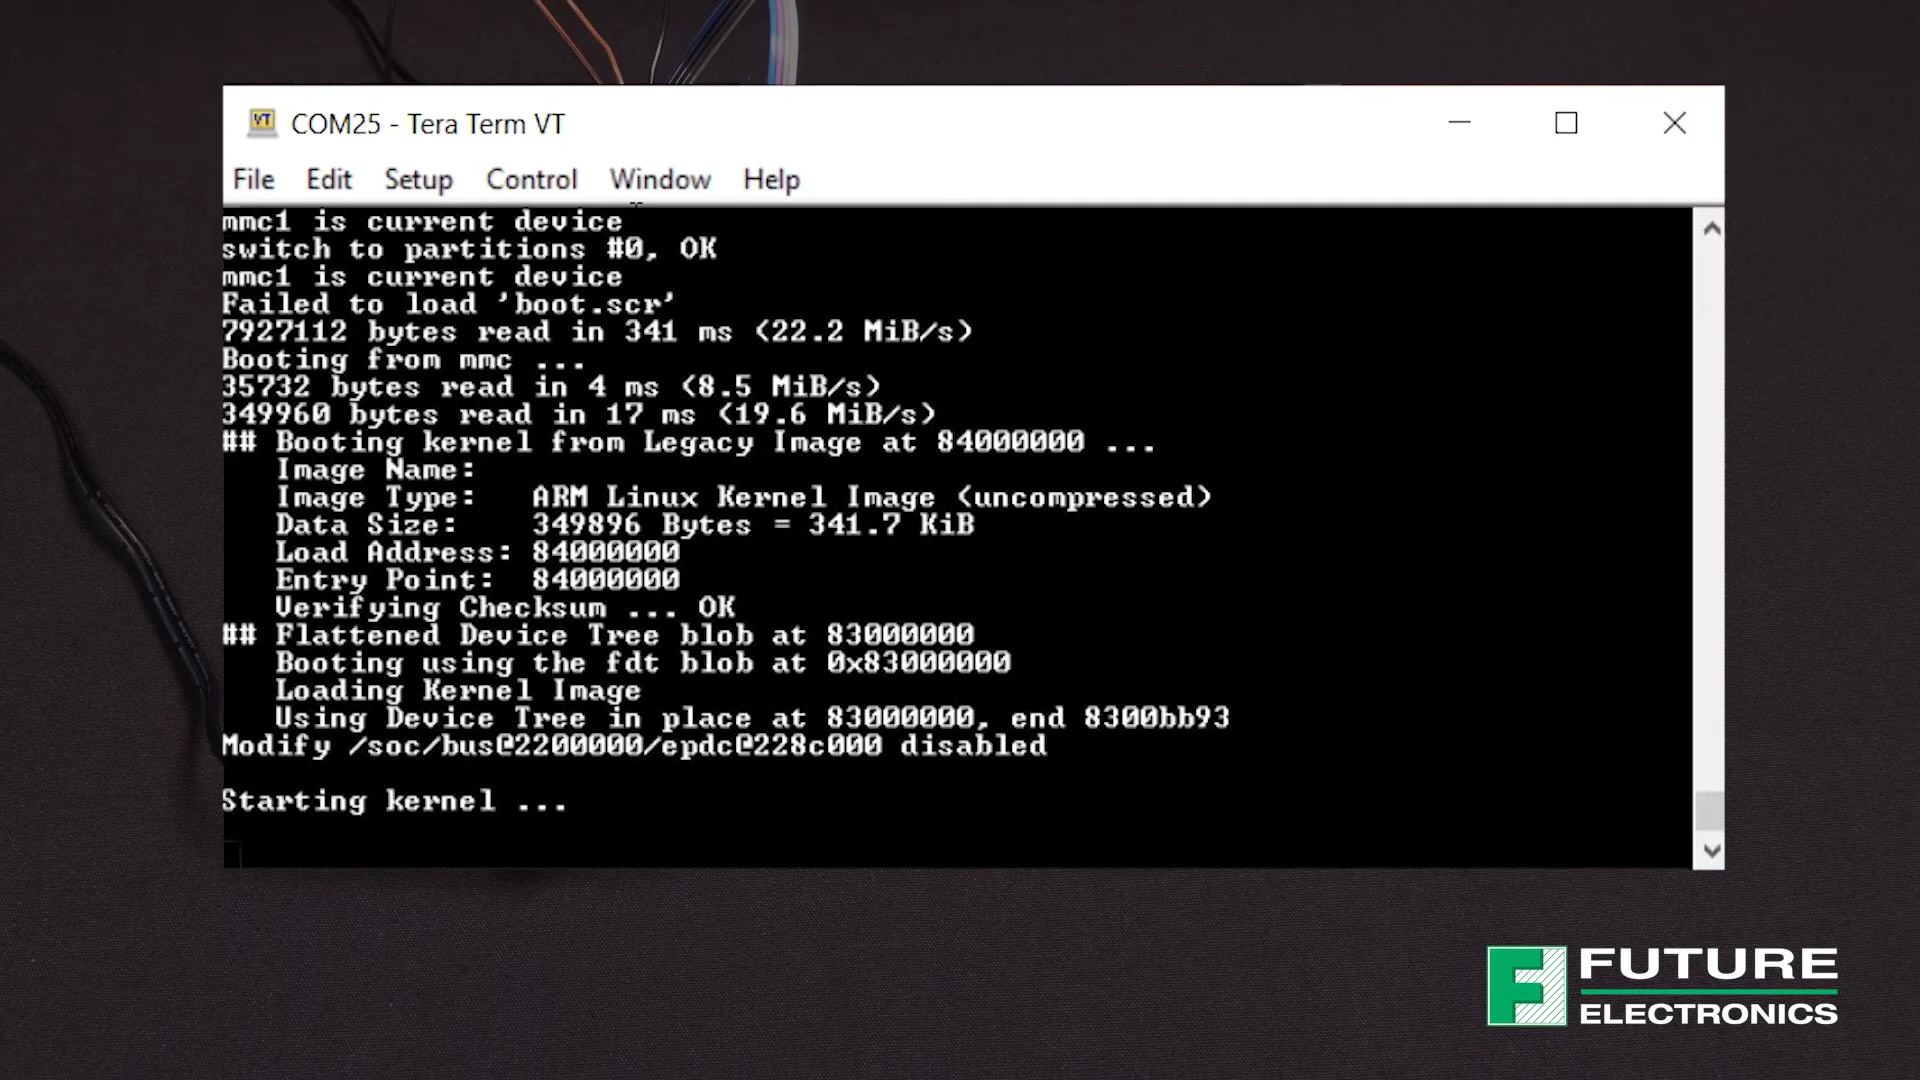 COM25 - Tera Term VT
File Edit Setup Control Window Help
mmc1 is current device
switch to partitions #0, OK
mmc1 is current device
Failed to load 'boot.scr'
7927112 bytes read in 341 ms (22.2 MiB/s)
Booting from mmc ...
35732 bytes read in 4 ms (8.5 MiB/s)
349960 bytes read in 17 ms (19.6 MiB/s)
## Booting kernel from Legacy Image at 84000000 ...
Image Name:
Image Type: ARM Linux Kernel Image (uncompressed)
Data Size: 349896 Bytes = 341.7 KiB
Load Address: 84000000
Entry Point: 84000000
Verifying Checksum ... OK
## Flattened Device Tree blob at 83000000
Booting using the fdt blob at 0x83000000
Loading Kernel Image
Using Device Tree in place at 83000000, end 8300bb93
Modify /soc/bus@2200000/epdc@228c000 disabled
Starting kernel ...
FUTURE
ELECTRONICS